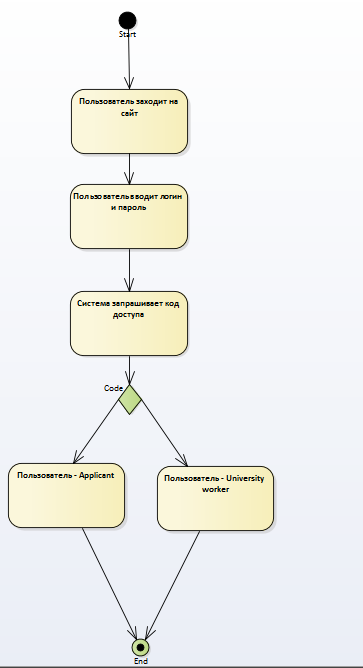 Start
Пользователь заходит на
сайт
Пользователь вводит логин
и пароль
Система запрашивает код
доступа
Code
Пользователь - Applicant
Пользователь - University
worker
End